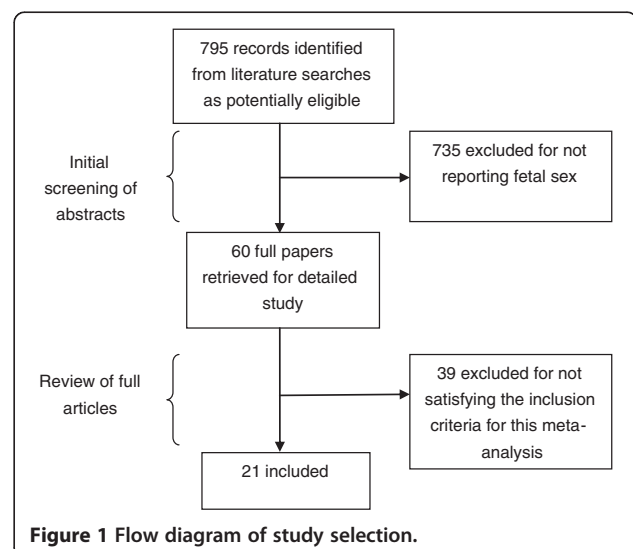 795 records identified
from literature searches
as potentially eligible
Initial
screening of
abstracts
735 excluded for not
reporting fetal sex
60 full papers
retrieved for detailed
study
Review of full
articles
39 excluded for not
satisfying the inclusion
criteria for this meta-
analysis
21 included
Figure 1 Flow diagram of study selection.